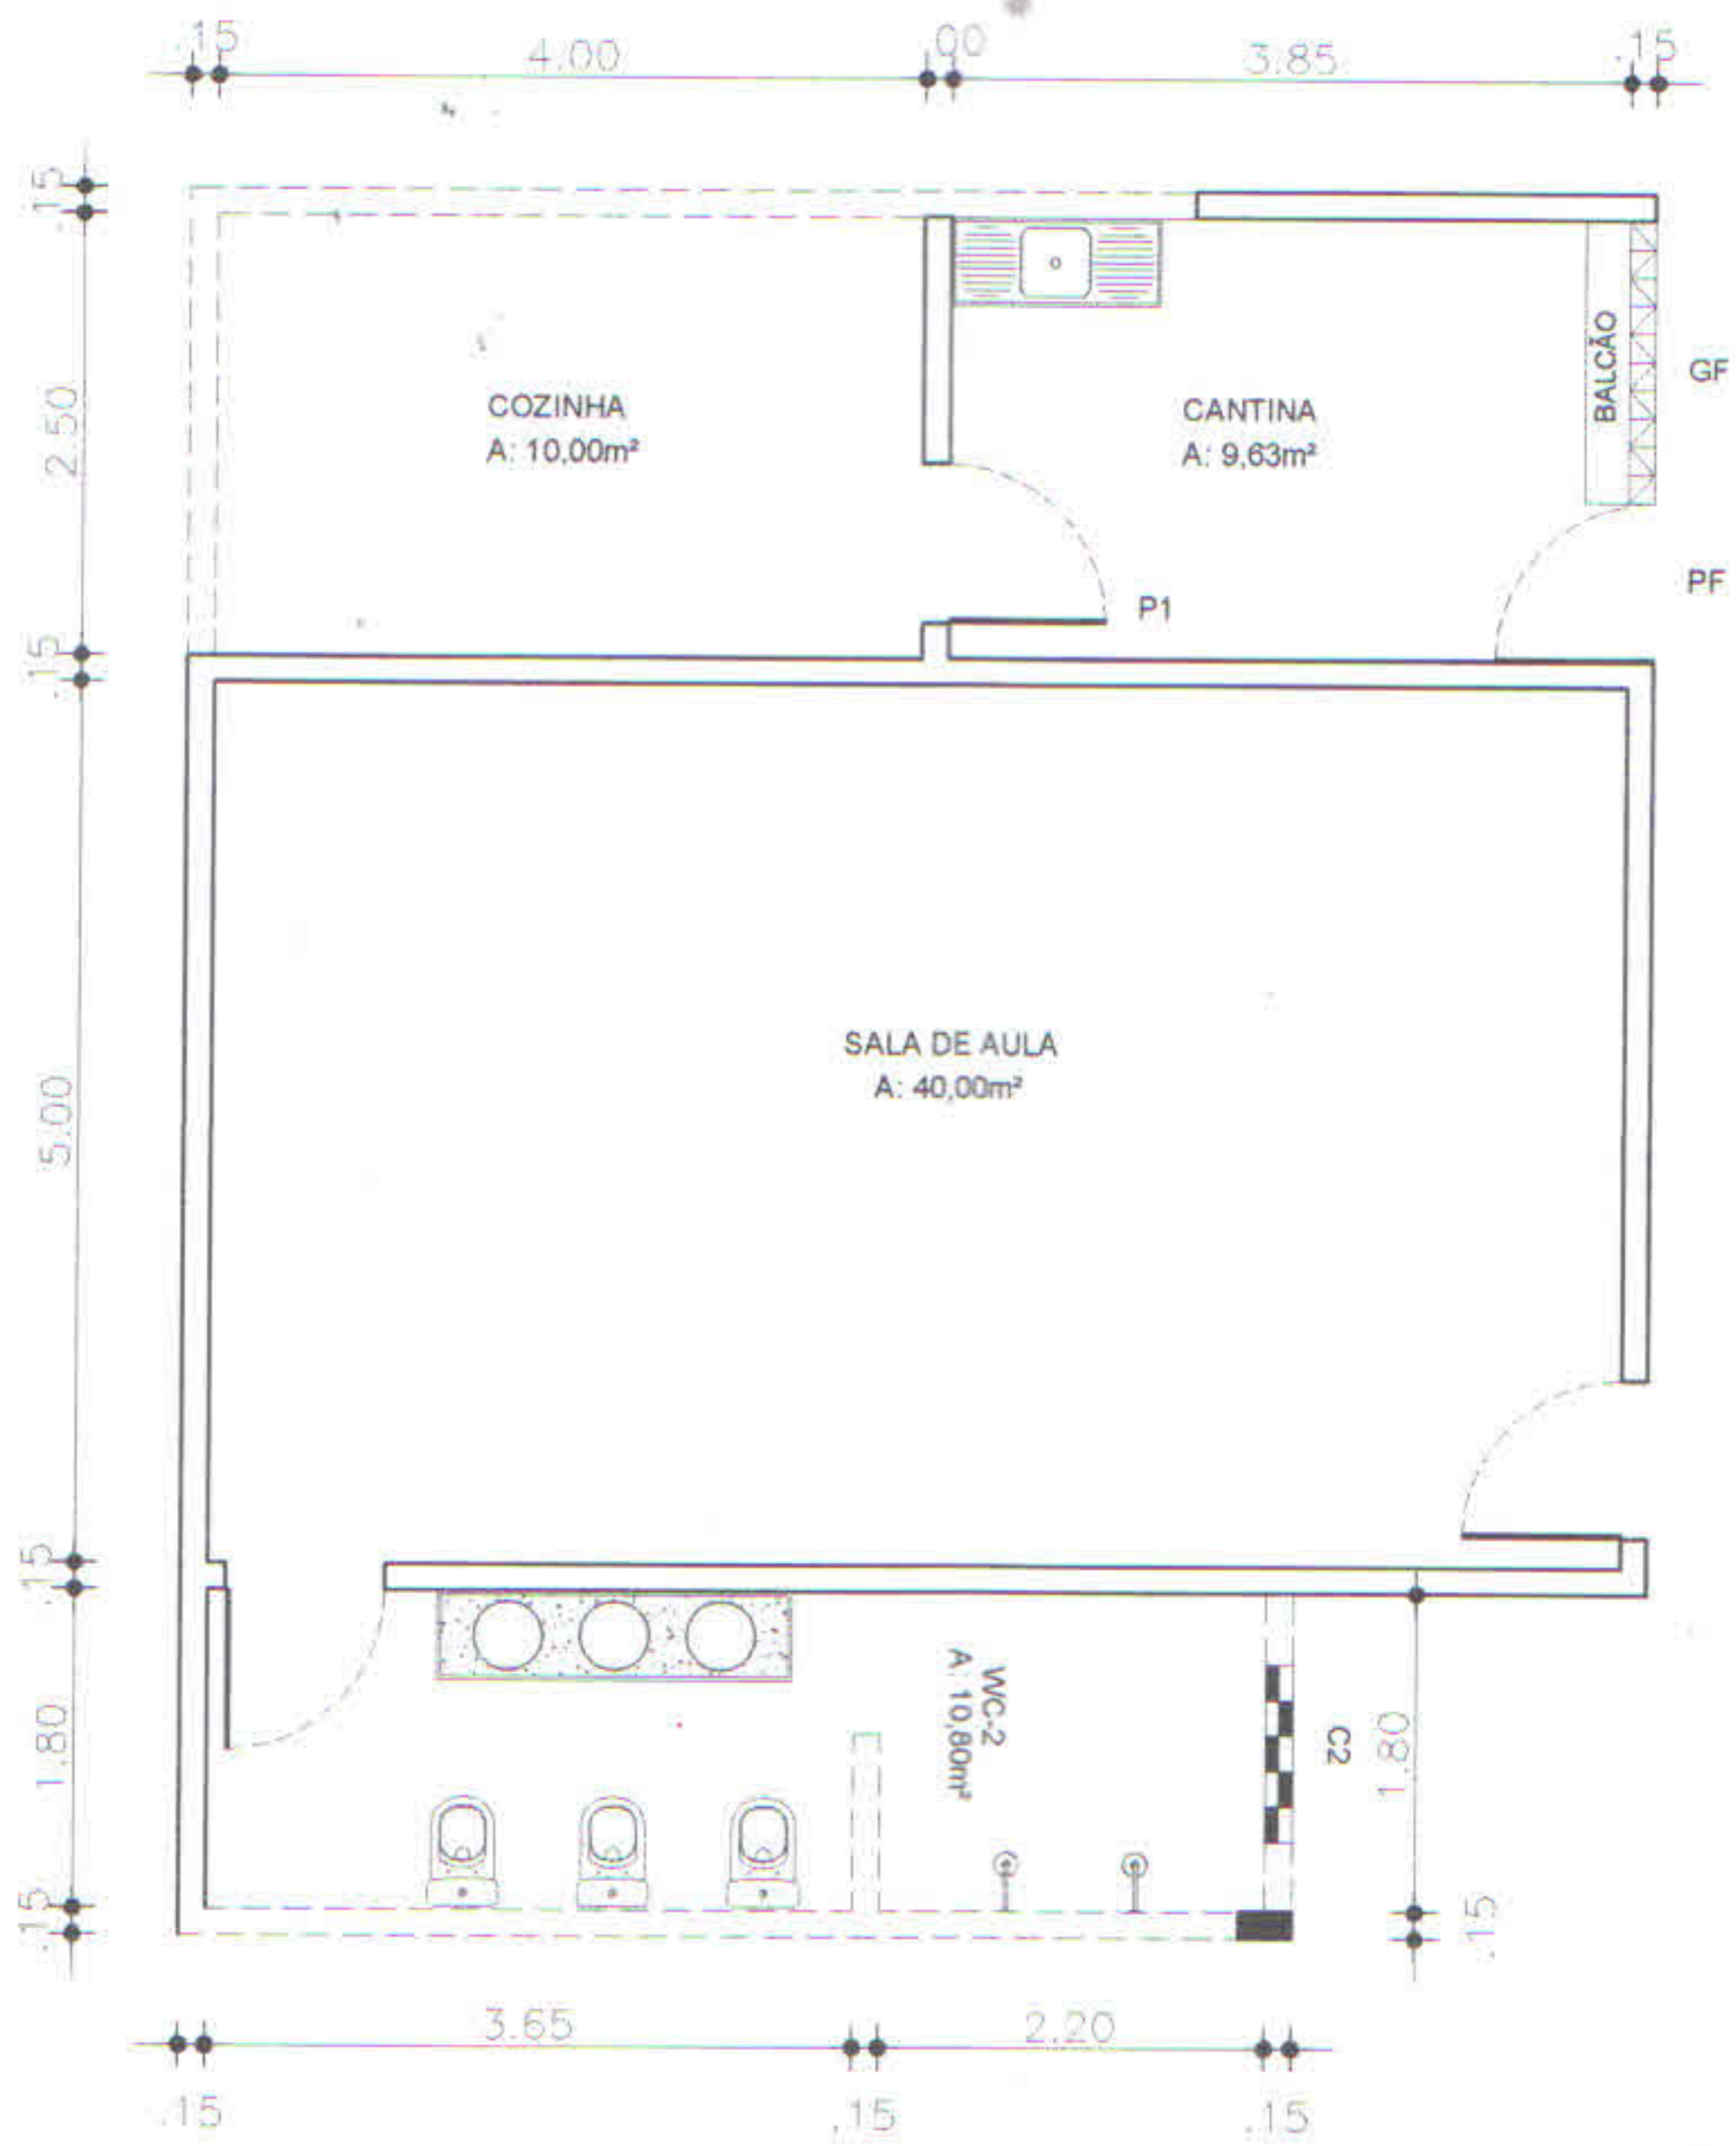 .15
4.00
.00
3.85
.15
.15
2.50
.15
5.00
.15
1.80
.15
COZINHA
A: 10,00m²
CANTINA
A: 9,63m²
BALCÃO
GF
PF
P1
SALA DE AULA
A: 40,00m²
WC-2
A: 10,80m²
C2
1.80
.15
3.65
2.20
.15
.15
.15